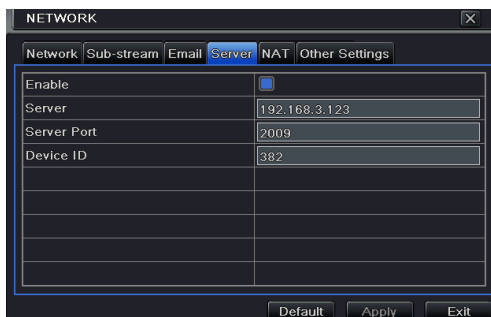 NETWORK
Network Sub-stream Email Server NAT Other Settings
Enable
Server 192.168.3.123
Server Port 2009
Device ID 382
Default Apply Exit